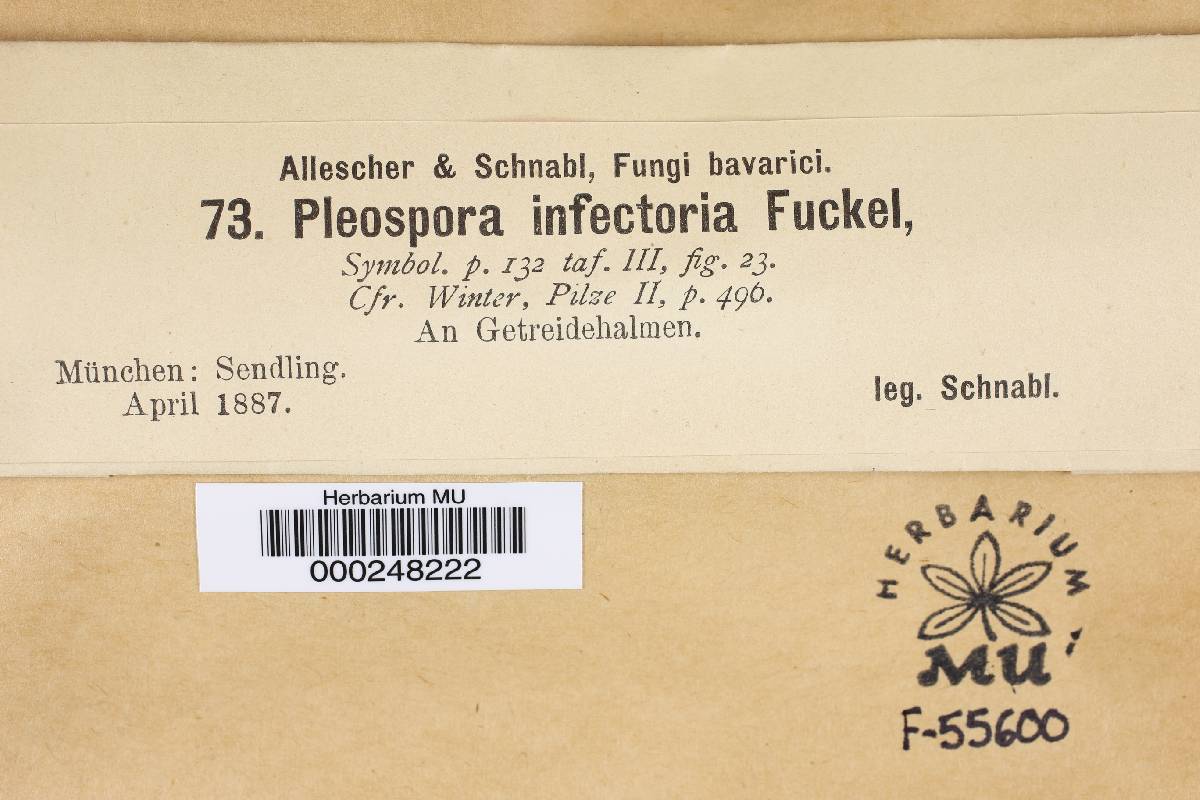 Allescher & Schnabl, Fungi bavarici.
73. Pleospora infectoria Fuckel,
Symbol. p. 132 taf. III, fig. 23.
Cfr. Winter, Pilze II, p. 496.
An Getreidehalmen.
München: Sendling.
April 1887.
leg. Schnabl.
Herbarium MU
000248222
HERBARIUM
MU
F-55600